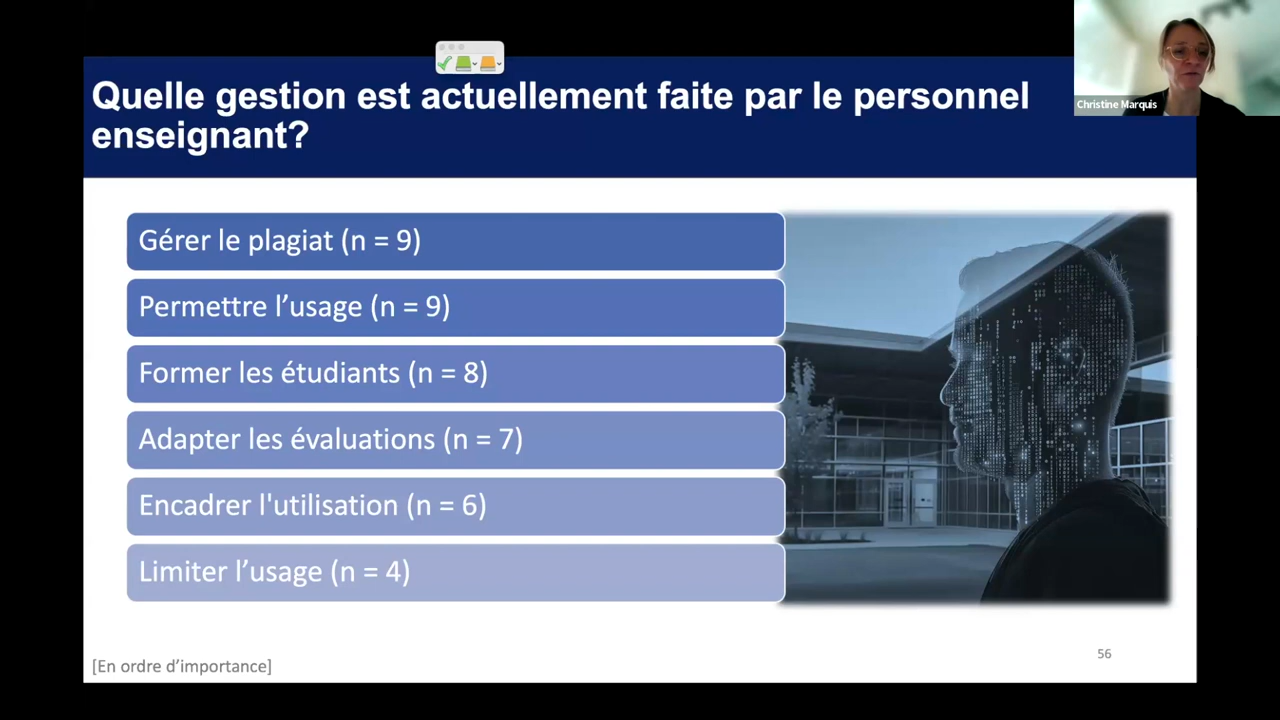 Quelle gestion est actuellement faite par le personnel
enseignant?
Christine Marquis
Gérer le plagiat (n = 9)
Permettre l’usage (n = 9)
Former les étudiants (n = 8)
Adapter les évaluations (n = 7)
Encadrer l'utilisation (n = 6)
Limiter l’usage (n = 4)
[En ordre d’importance]
56